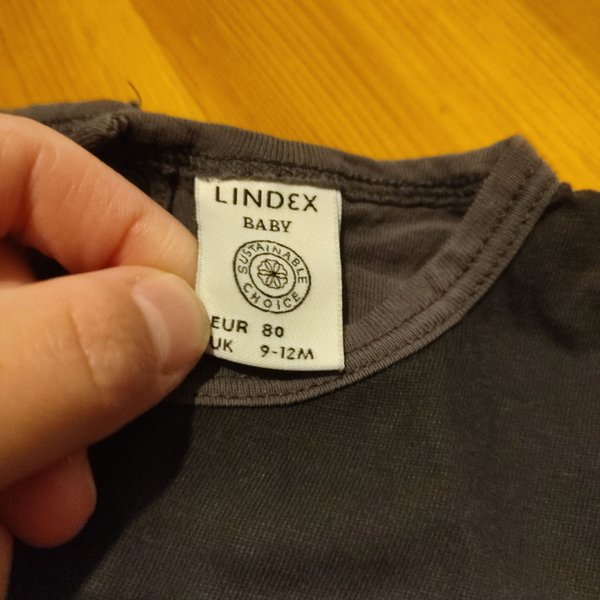 LINDEX
BABY
SUSTAINABLE
CHOICE
EUR 80
UK 9-12M